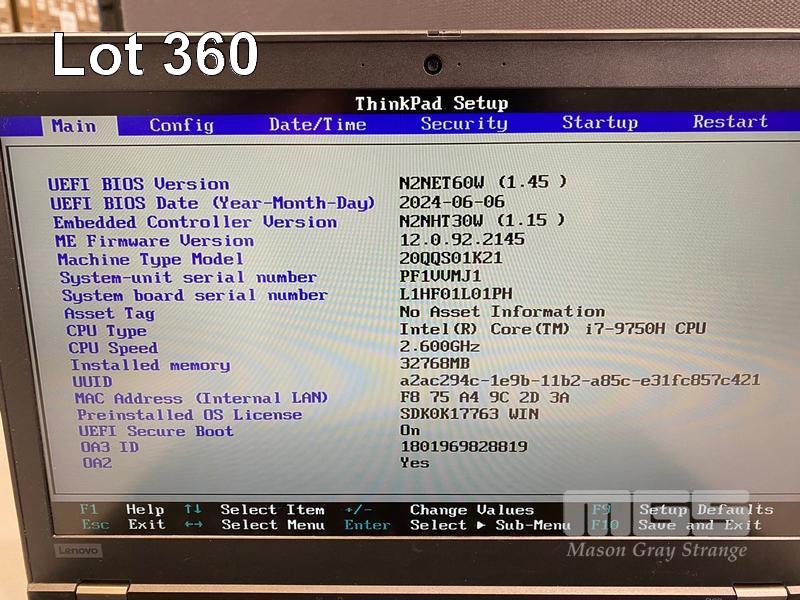 Lot 360
ThinkPad Setup
Main Config Date/Time Security Startup Restart
UEFI BIOS Version N2NET60W (1.45 )
UEFI BIOS Date (Year-Month-Day) 2024-06-06
Embedded Controller Version N2NHT30W (1.15 )
ME Firmware Version 12.0.92.2145
Machine Type Model 20QQS01K21
System-unit serial number PF1VVMJ1
System board serial number L1HF01L01PH
Asset Tag No Asset Information
CPU Type Intel(R) Core(TM) i7-9750H CPU
CPU Speed 2.600GHz
Installed memory 32768MB
UUID a2ac294c-1e9b-11b2-a85c-e31fc857c421
MAC Address (Internal LAN) F8 75 A4 9C 2D 3A
Preinstalled OS License SDK0K17763 WIN
UEFI Secure Boot On
OA3 ID 1801969828819
OA2 Yes
F1 Help ↑↓ Select Item +/- Change Values F9 Setup Defaults
Esc Exit ←→ Select Menu Enter Select ▶ Sub-Menu F10 Save and Exit
MGS
Mason Gray Strange
Lenovo